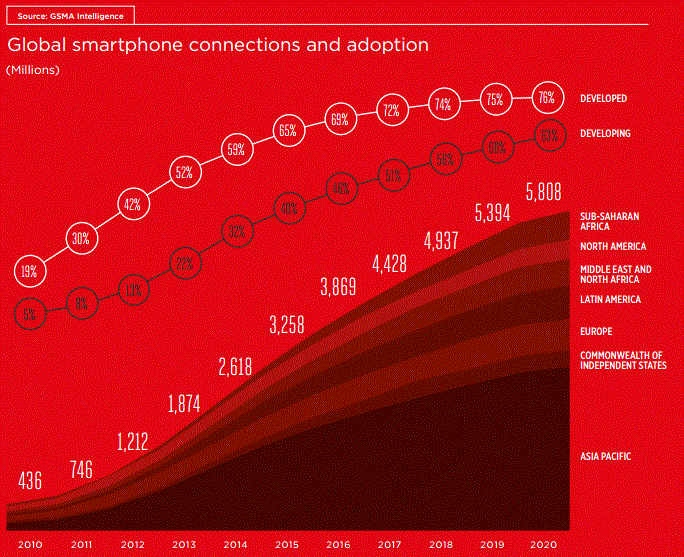 Source: GSMA Intelligence
Global smartphone connections and adoption
(Millions)
19%
30%
42%
52%
59%
65%
69%
72%
74%
75%
76%
DEVELOPED
5%
8%
13%
22%
32%
40%
46%
51%
56%
60%
63%
DEVELOPING
436
746
1,212
1,874
2,618
3,258
3,869
4,428
4,937
5,394
5,808
SUB-SAHARAN
AFRICA
NORTH AMERICA
MIDDLE EAST AND
NORTH AFRICA
LATIN AMERICA
EUROPE
COMMONWEALTH OF
INDEPENDENT STATES
ASIA PACIFIC
2010
2011
2012
2013
2014
2015
2016
2017
2018
2019
2020